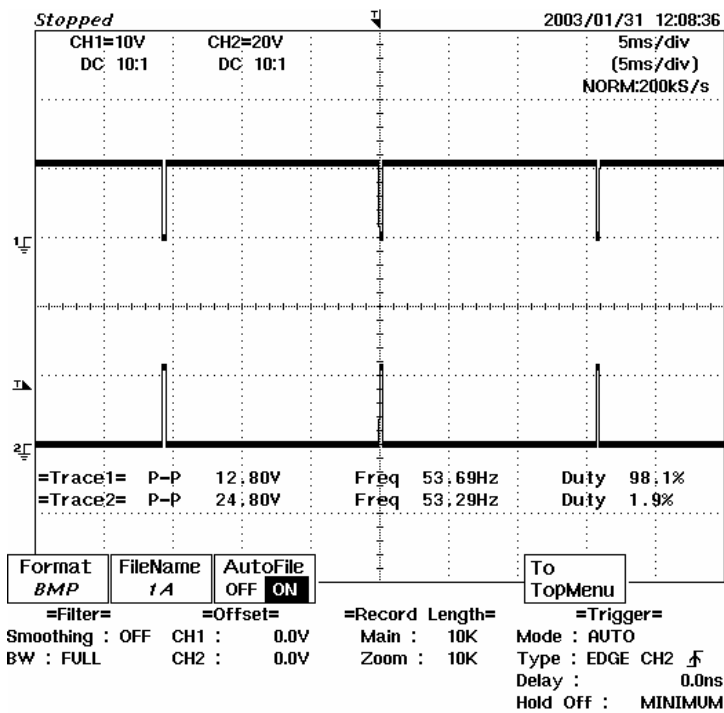 Stopped 2003/01/31 12:08:36
CH1=10V CH2=20V 5ms/div
DC 10:1 DC 10:1 (5ms/div)
NORM:200kS/s
T
1
T
2
=Trace1= P-P 12.80V Freq 53.69Hz Duty 98.1%
=Trace2= P-P 24.80V Freq 53.29Hz Duty 1.9%
Format FileName AutoFile To
BMP 1A OFF ON TopMenu
=Filter= =Offset= =Record Length= =Trigger=
Smoothing : OFF CH1 : 0.0V Main : 10K Mode : AUTO
BW : FULL CH2 : 0.0V Zoom : 10K Type : EDGE CH2
Delay : 0.0ns
Hold Off : MINIMUM